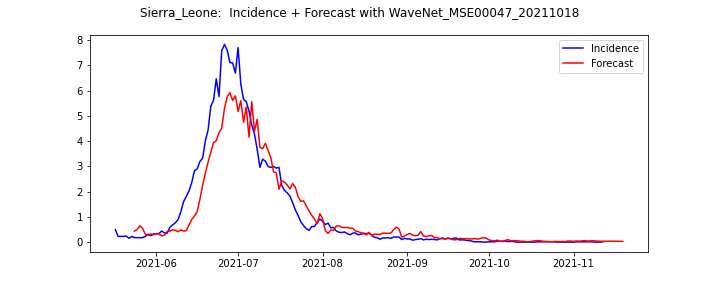 Sierra_Leone:  Incidence + Forecast with WaveNet_MSE00047_20211018
Incidence
Forecast
8
7
6
5
4
3
2
1
0
2021-06 2021-07 2021-08 2021-09 2021-10 2021-11